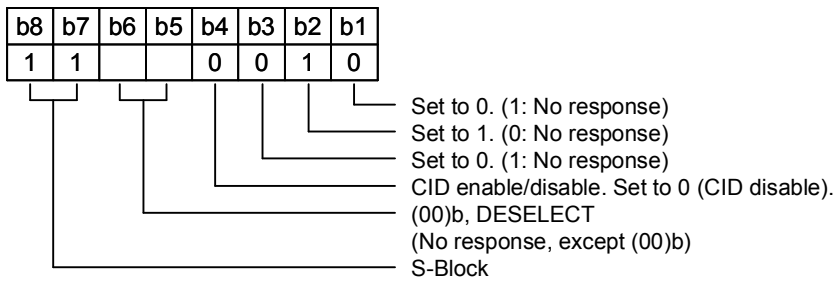 b8 b7 b6 b5 b4 b3 b2 b1
1 1 0 0 1 0
Set to 0. (1: No response)
Set to 1. (0: No response)
Set to 0. (1: No response)
CID enable/disable. Set to 0 (CID disable).
(00)b, DESELECT
(No response, except (00)b)
S-Block